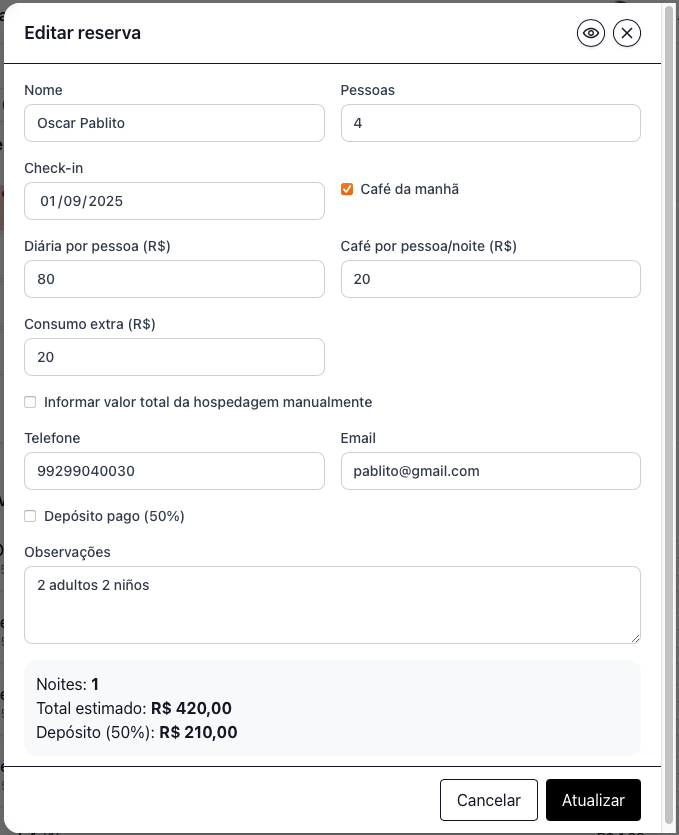 Editar reserva
Nome
Pessoas
Oscar Pablito
4
Check-in
01/09/2025
Café da manhã
Diária por pessoa (R$)
Café por pessoa/noite (R$)
80
20
Consumo extra (R$)
20
Informar valor total da hospedagem manualmente
Telefone
Email
99299040030
pablito@gmail.com
Depósito pago (50%)
Observações
2 adultos 2 niños
Noites: 1
Total estimado: R$ 420,00
Depósito (50%): R$ 210,00
Cancelar
Atualizar